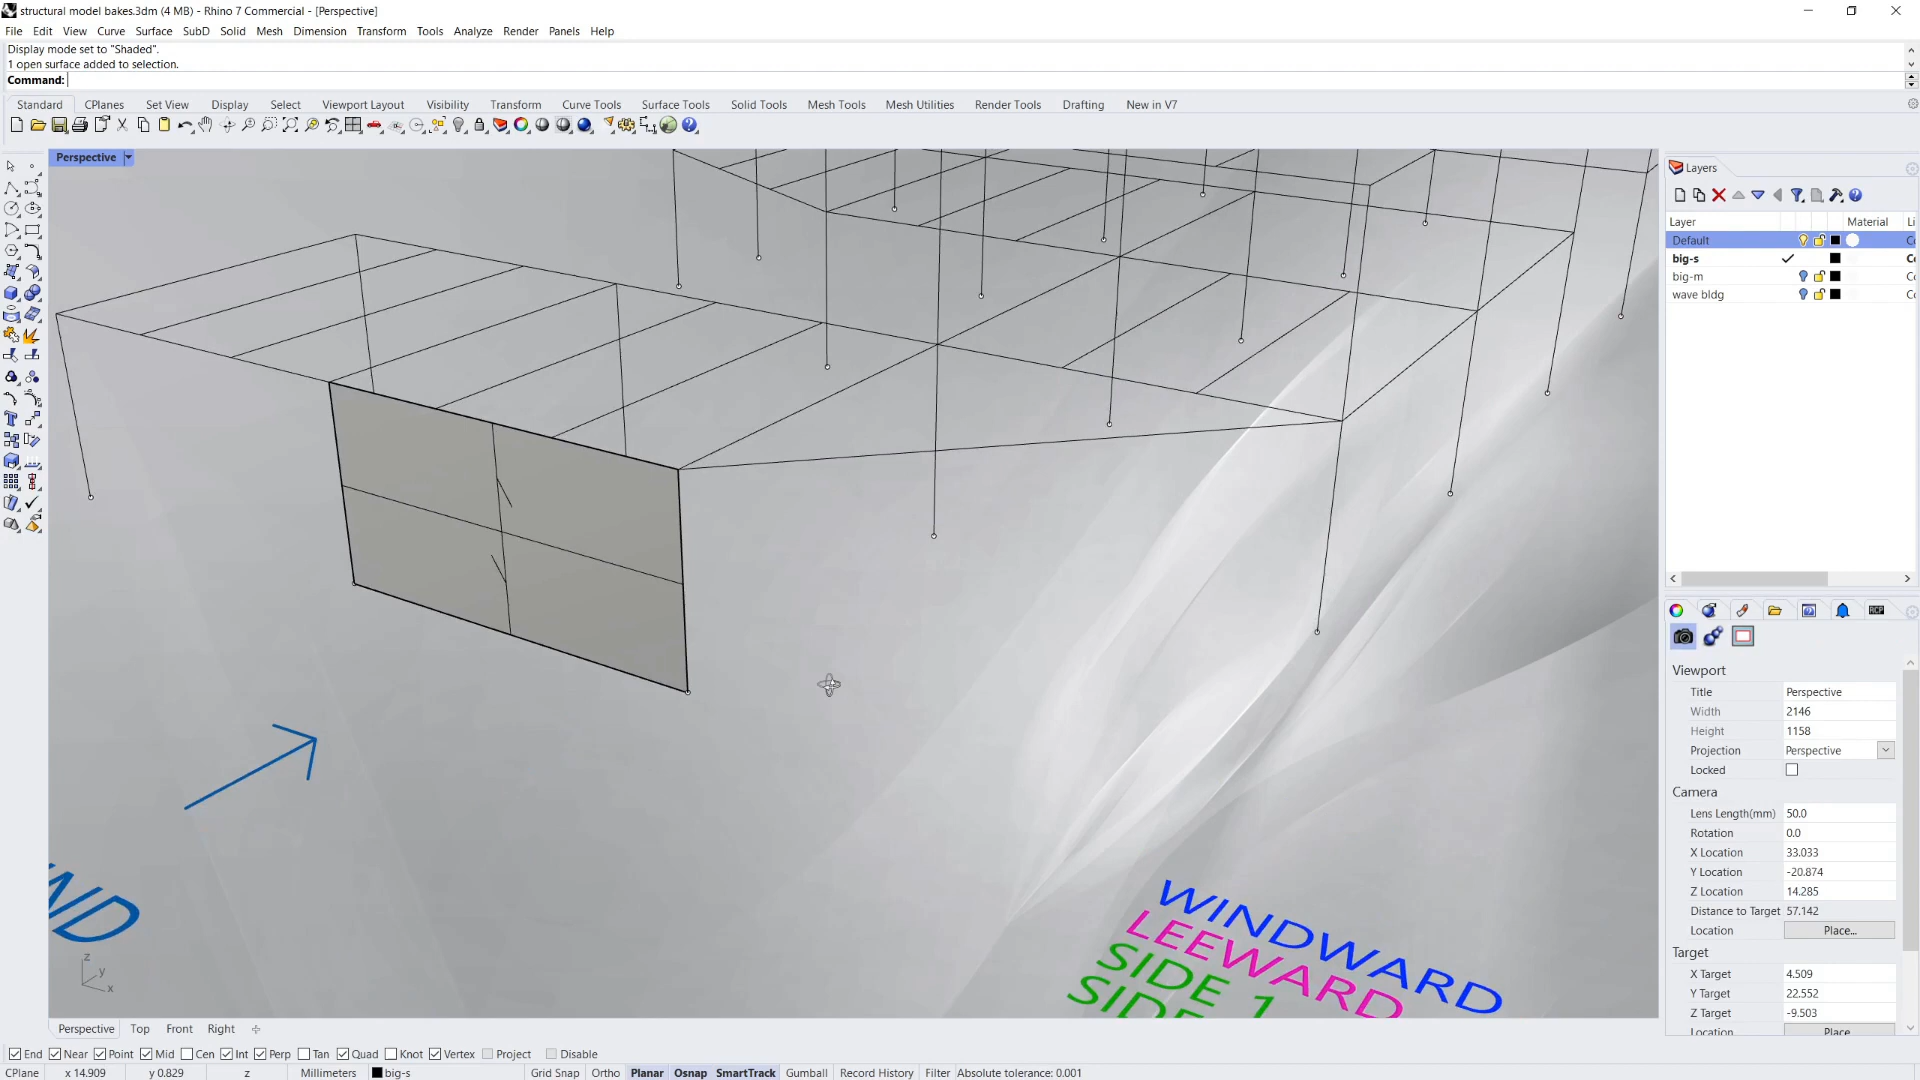 structural model bakes.3dm (4 MB) - Rhino 7 Commercial - [Perspective]
File Edit View Curve Surface SubD Solid Mesh Dimension Transform Tools Analyze Render Panels Help
Display mode set to "Shaded".
1 open surface added to selection.
Command:
Standard CPlanes Set View Display Select Viewport Layout Visibility Transform Curve Tools Surface Tools Solid Tools Mesh Tools Mesh Utilities Render Tools Drafting New in V7
Perspective
Layers
Layer Material Li
Default
big-s
big-m
wave bldg
Viewport
Title Perspective
Width 2146
Height 1158
Projection Perspective
Locked
Camera
Lens Length(mm) 50.0
Rotation 0.0
X Location 33.033
Y Location -20.874
Z Location 14.285
Distance to Target 57.142
Location Place...
Target
X Target 4.509
Y Target 22.552
Z Target -9.503
Location Place...
WINDWARD
LEEWARD
SIDE 1
z
y
x
Perspective Top Front Right
End Near Point Mid Cen Int Perp Tan Quad Knot Vertex Project Disable
CPlane x 14.909 y 0.829 z Millimeters big-s Grid Snap Ortho Planar Osnap SmartTrack Gumball Record History Filter Absolute tolerance: 0.001